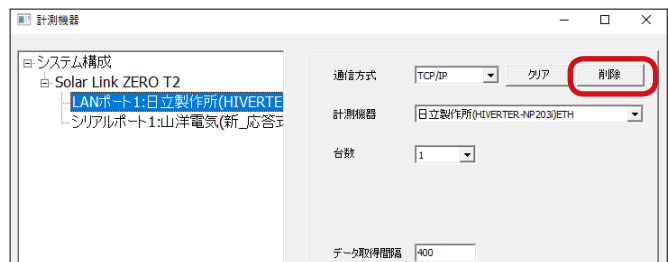 計測機器
システム構成
Solar Link ZERO T2
LANポート1:日立製作所(HIVERTE
シリアルポート1:山洋電気(新_応答式
通信方式 TCP/IP クリア 削除
計測機器 日立製作所(HIVERTER-NP203i)ETH
台数 1
データ取得間隔 400